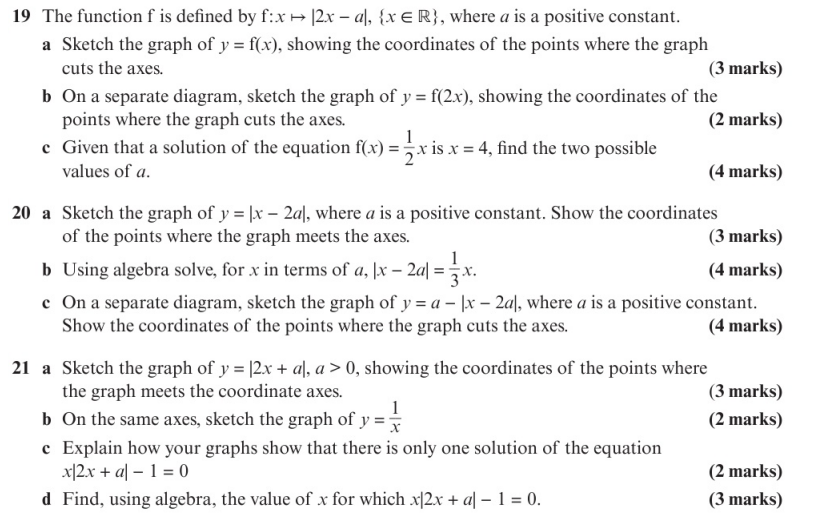 19 The function f is defined by f: x ↦ |2x − a|, {x ∈ ℝ}, where a is a positive constant.
a Sketch the graph of y = f(x), showing the coordinates of the points where the graph
cuts the axes. (3 marks)
b On a separate diagram, sketch the graph of y = f(2x), showing the coordinates of the
points where the graph cuts the axes. (2 marks)
c Given that a solution of the equation f(x) = 1/2 x is x = 4, find the two possible
values of a. (4 marks)
20 a Sketch the graph of y = |x − 2a|, where a is a positive constant. Show the coordinates
of the points where the graph meets the axes. (3 marks)
b Using algebra solve, for x in terms of a, |x − 2a| = 1/3 x. (4 marks)
c On a separate diagram, sketch the graph of y = a − |x − 2a|, where a is a positive constant.
Show the coordinates of the points where the graph cuts the axes. (4 marks)
21 a Sketch the graph of y = |2x + a|, a > 0, showing the coordinates of the points where
the graph meets the coordinate axes. (3 marks)
b On the same axes, sketch the graph of y = 1/x (2 marks)
c Explain how your graphs show that there is only one solution of the equation
x|2x + a| − 1 = 0 (2 marks)
d Find, using algebra, the value of x for which x|2x + a| − 1 = 0. (3 marks)